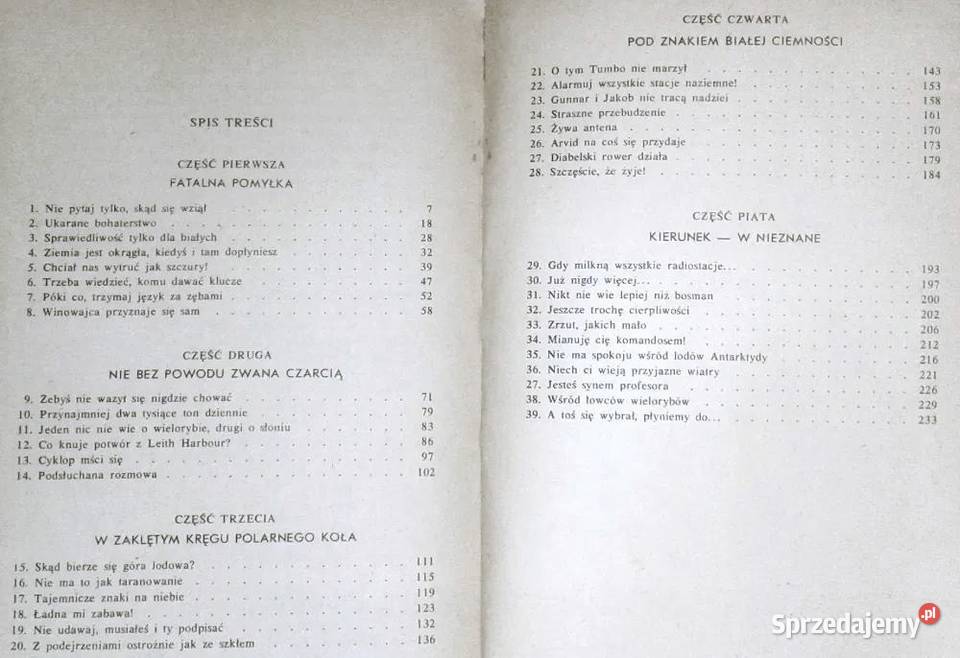 SPIS TREŚCI
CZĘŚĆ PIERWSZA
FATALNA POMYŁKA
1. Nie pytaj tylko, skąd się wziął 7
2. Ukarane bohaterstwo 18
3. Sprawiedliwość tylko dla białych 28
4. Ziemia jest okrągła, kiedyś i tam dopłyniesz 32
5. Chciał nas wytruć jak szczury! 39
6. Trzeba wiedzieć, komu dawać klucze 47
7. Póki co, trzymaj język za zębami 52
8. Winowajca przyznaje się sam 58
CZĘŚĆ DRUGA
NIE BEZ POWODU ZWANA CZARCIĄ
9. Żebyś nie ważył się nigdzie chować 71
10. Przynajmniej dwa tysiące ton dziennie 79
11. Jeden nic nie wie o wielorybie, drugi o słoniu 83
12. Co knuje potwór z Leith Harbour? 86
13. Cyklop mści się 97
14. Podsłuchana rozmowa 102
CZĘŚĆ TRZECIA
W ZAKLĘTYM KRĘGU POLARNEGO KOŁA
15. Skąd bierze się góra lodowa? 111
16. Nie ma to jak taranowanie 115
17. Tajemnicze znaki na niebie 119
18. Ładna mi zabawa! 123
19. Nie udawaj, musiałeś i ty podpisać 132
20. Z podejrzeniami ostrożnie jak ze szkłem 136
CZĘŚĆ CZWARTA
POD ZNAKIEM BIAŁEJ CIEMNOŚCI
21. O tym Tumbo nie marzył 143
22. Alarmuj wszystkie stacje naziemne! 153
23. Gunnar i Jakob nie tracą nadziei 158
24. Straszne przebudzenie 161
25. Żywa antena 170
26. Arvid na coś się przydaje 173
27. Diabelski rower działa 179
28. Szczęście, że żyje! 184
CZĘŚĆ PIATA
KIERUNEK — W NIEZNANE
29. Gdy milkną wszystkie radiostacje... 193
30. Już nigdy więcej... 197
31. Nikt nie wie lepiej niż bosman 200
32. Jeszcze trochę cierpliwości 202
33. Zrzut, jakich mało 206
34. Mianuję cię komandosem! 212
35. Nie ma spokoju wśród lodów Antarktydy 216
36. Niech ci wieją przyjazne wiatry 221
27. Jesteś synem profesora 226
38. Wśród łowców wielorybów 229
39. A toś się wybrał, płyniemy do... 233
Sprzedajemy.pl